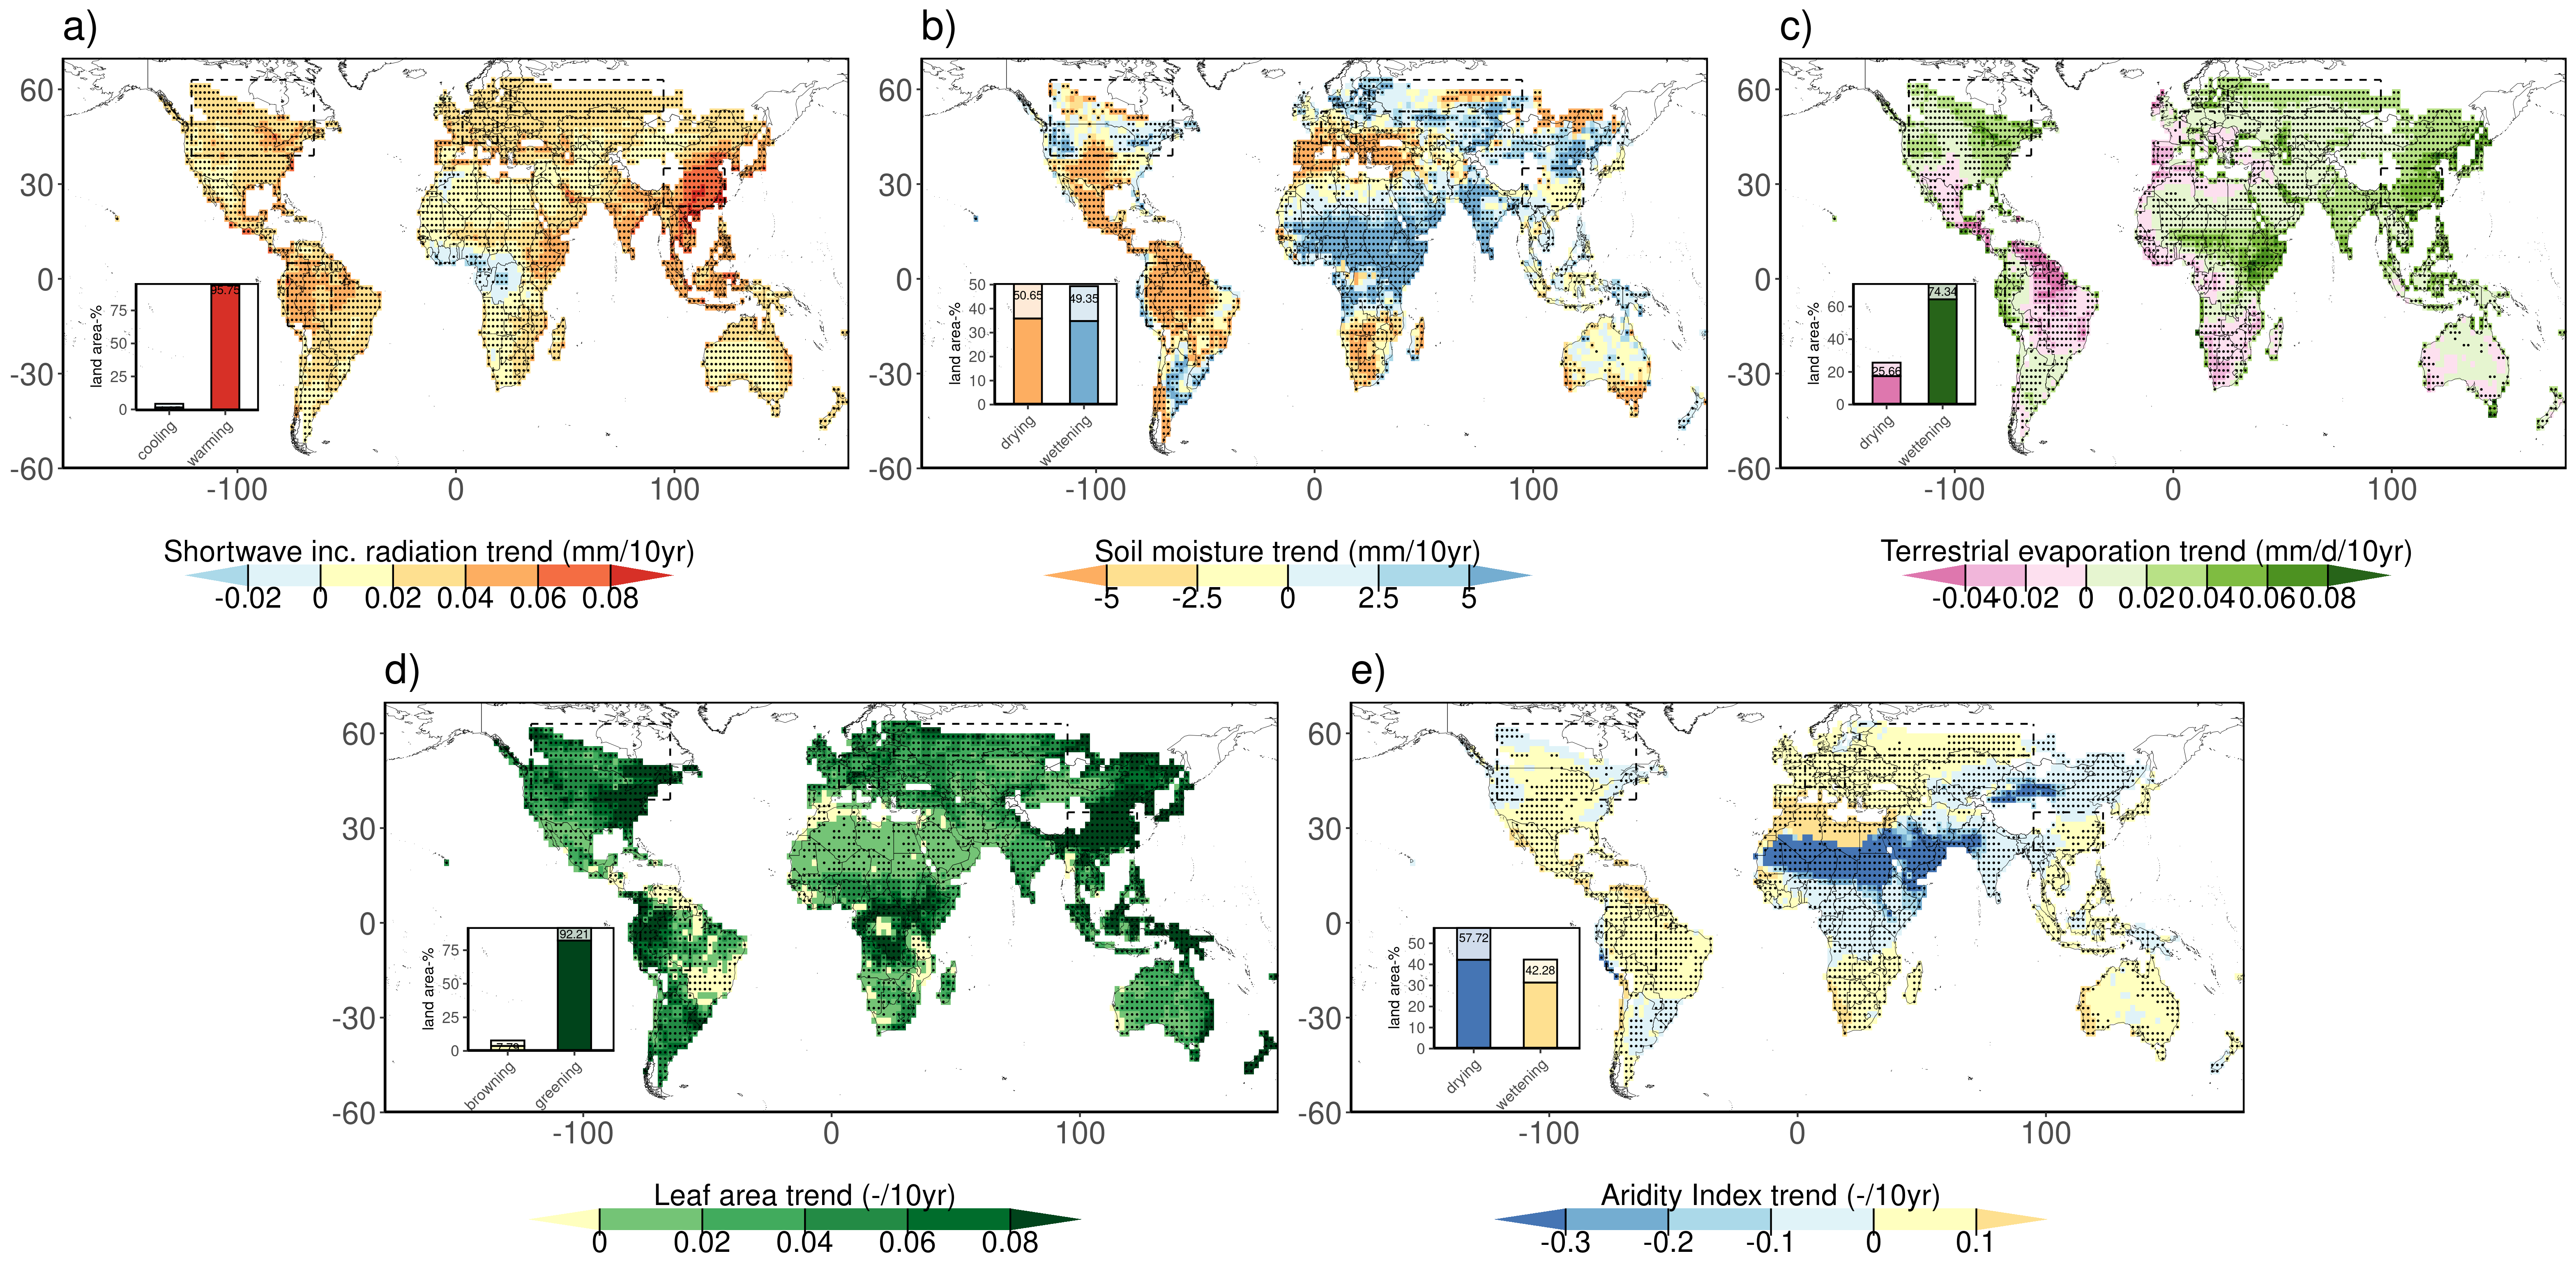 a)
60
30
0
-30
-60
-100
0
100
land area-%
75
50
25
0
95.75
cooling
warming
Shortwave inc. radiation trend (mm/10yr)
-0.02 0 0.02 0.04 0.06 0.08
b)
60
30
0
-30
-60
-100
0
100
land area-%
50
40
30
20
10
0
50.65
49.35
drying
wettening
Soil moisture trend (mm/10yr)
-5 -2.5 0 2.5 5
c)
60
30
0
-30
-60
-100
0
100
land area-%
60
40
20
0
25.66
74.34
drying
wettening
Terrestrial evaporation trend (mm/d/10yr)
-0.04 -0.02 0 0.02 0.04 0.06 0.08
d)
60
30
0
-30
-60
-100
0
100
land area-%
75
50
25
0
7.79
92.21
browning
greening
Leaf area trend (-/10yr)
0 0.02 0.04 0.06 0.08
e)
60
30
0
-30
-60
-100
0
100
land area-%
50
40
30
20
10
0
57.72
42.28
drying
wettening
Aridity Index trend (-/10yr)
-0.3 -0.2 -0.1 0 0.1